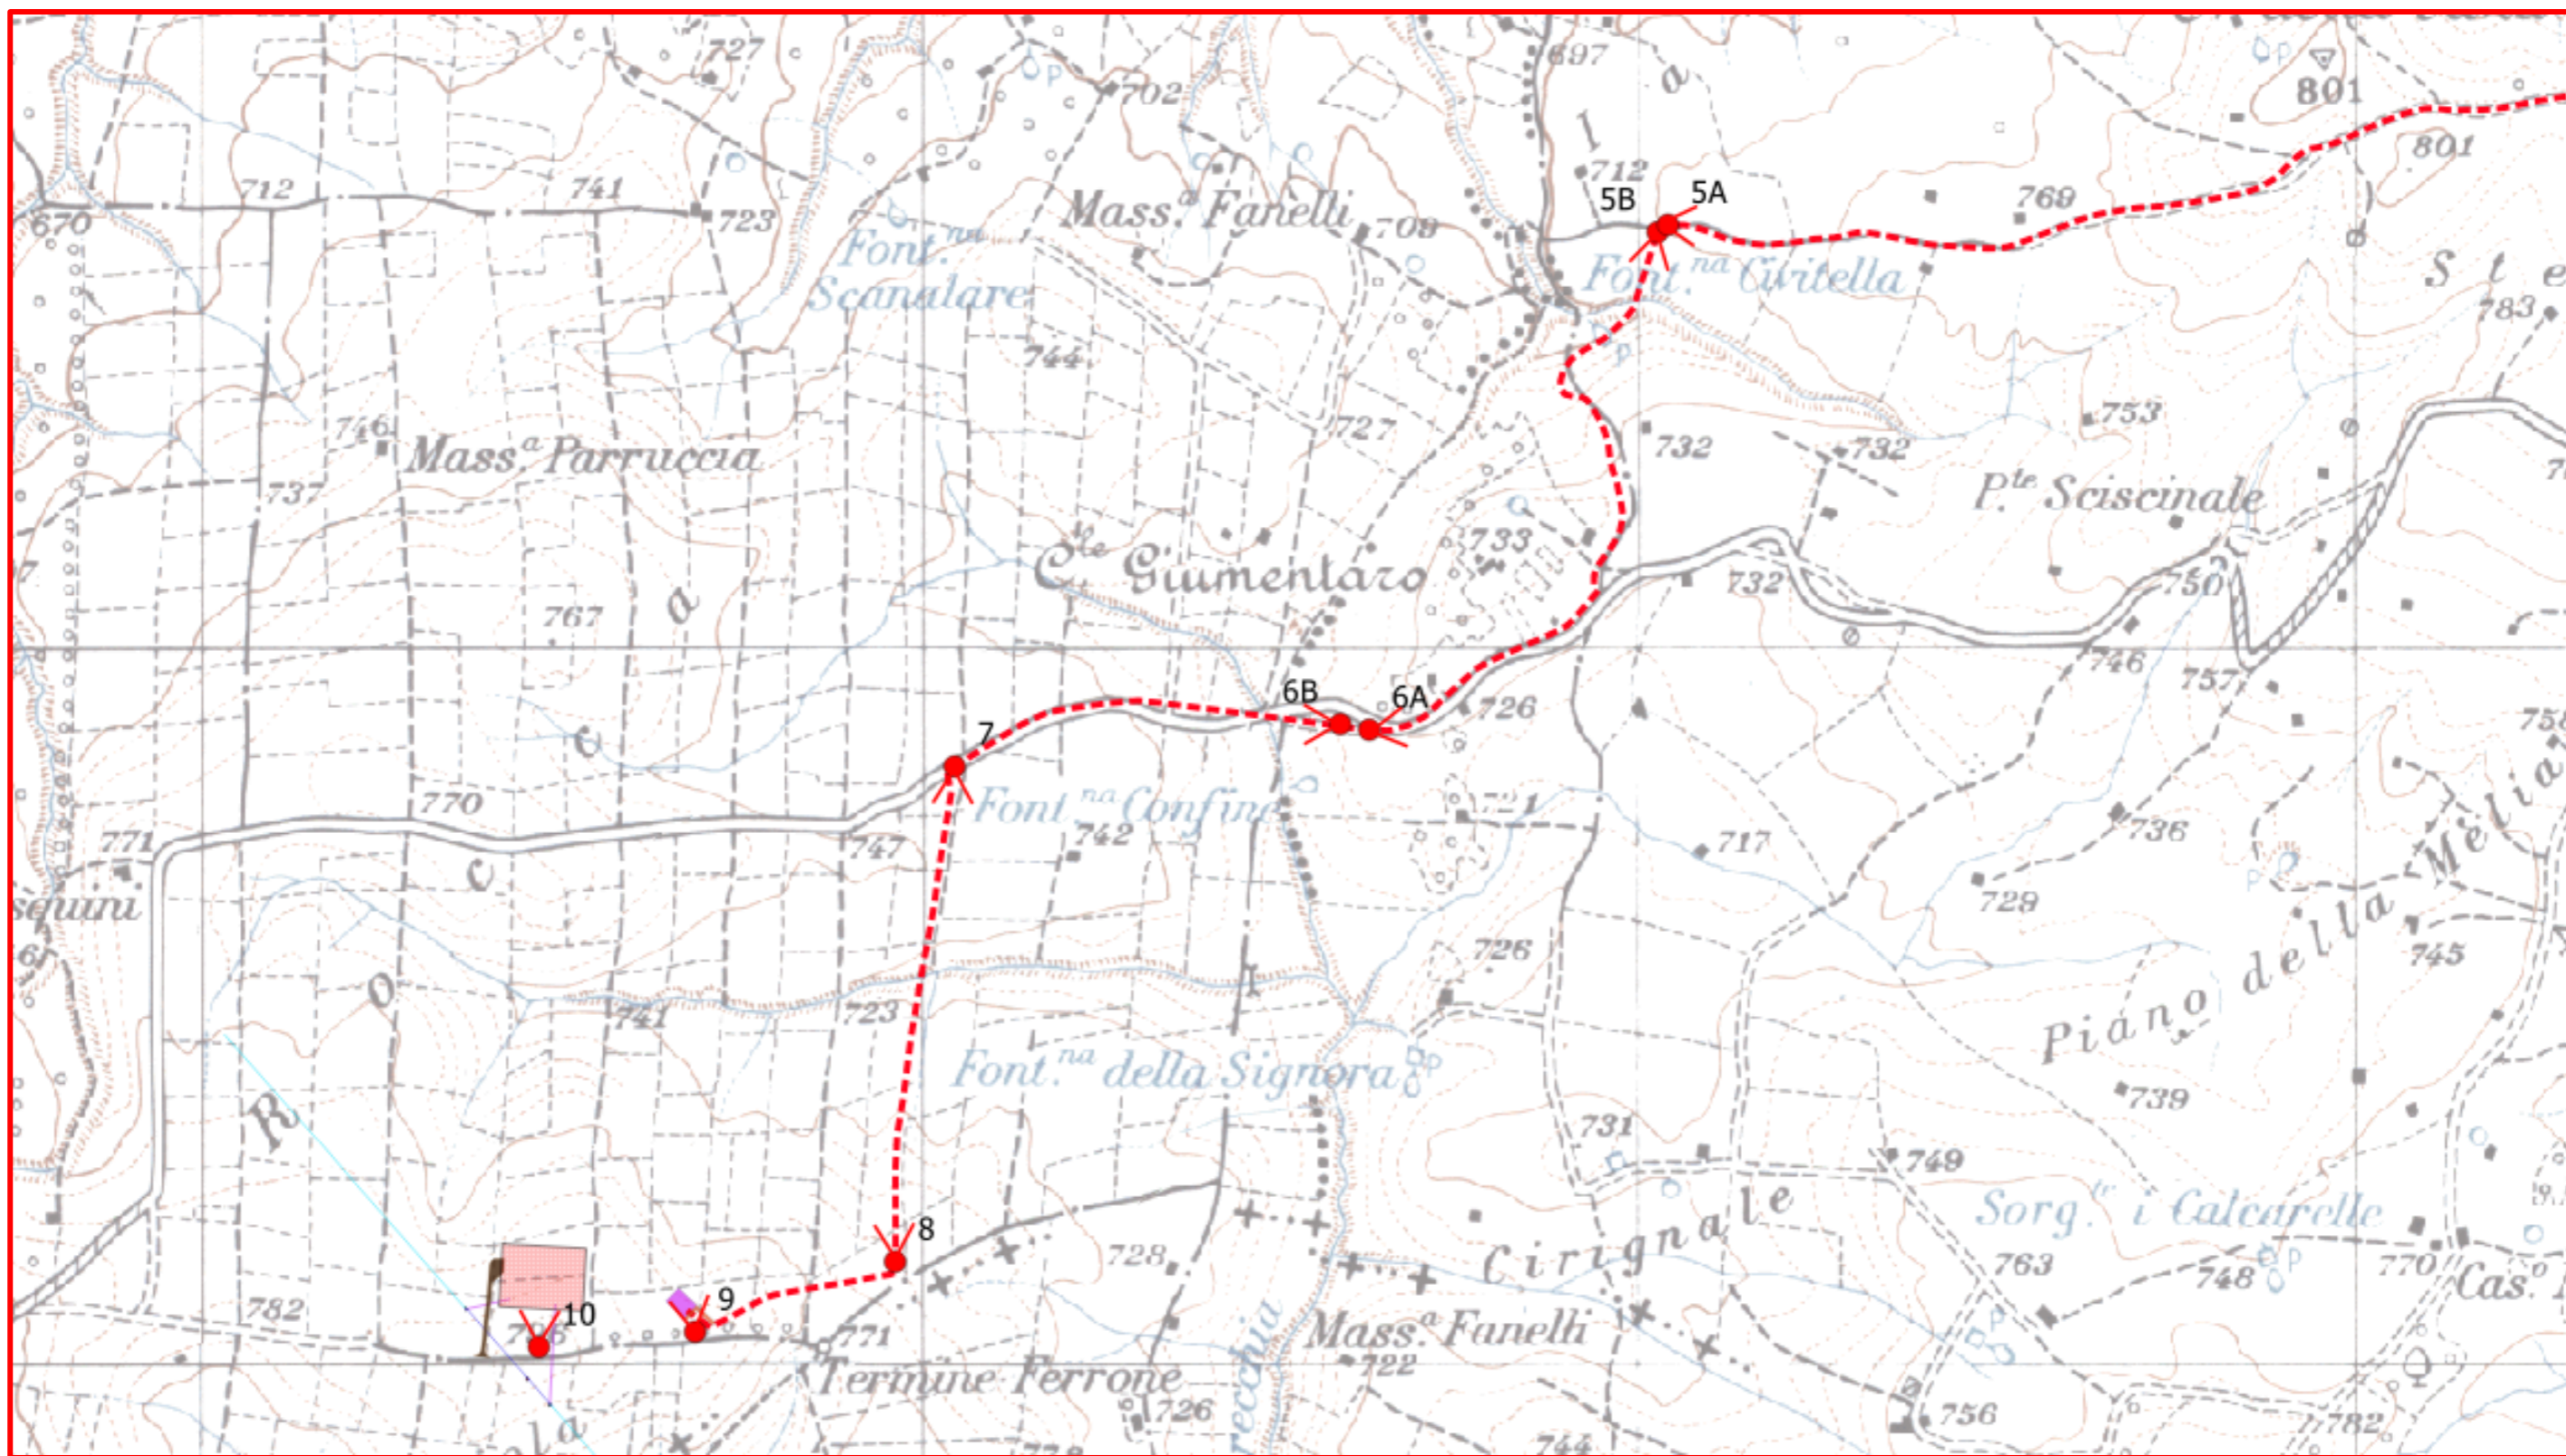 727
697
801
702
801
712
712
741
5B
5A
769
670
723
Mass.ᵃ Fanelli
709
Font.ⁿᵃ
Scanalare
Font.ⁿᵃ Civitella
S t e
783
P
744
746
Mass.ᵃ Parruccia
727
732
732
753
737
P.ᵗᵉ Sciscinale
733
C.ˡᵉ Giumentaro
732
750
767
746
757
6B
6A
726
7
770
Font.ⁿᵃ Confine
721
771
747
742
717
736
squini
729
Piano della Melia
745
726
741
723
Font.ⁿᵃ della Signora
P
739
R o c c a
731
749
Sorg.ᵗⁱ i Calcarelle
8
728
Cirignale
763
748
770
Cas.º
782
9
10
771
Mass.ᵃ Fanelli
Termine Ferrone
722
726
recchia
756
782
744